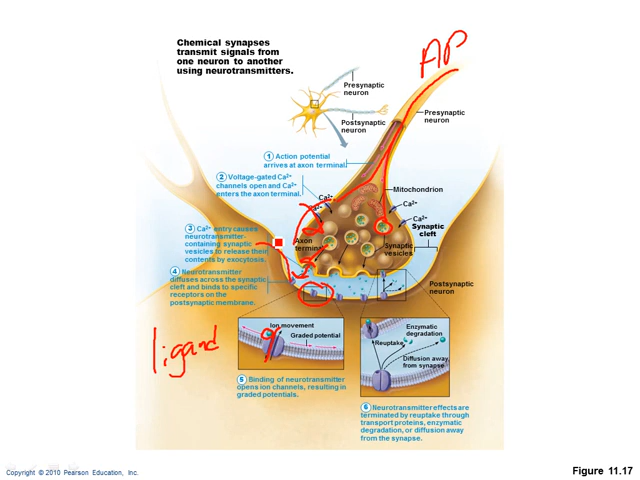 Chemical synapses
transmit signals from
one neuron to another
using neurotransmitters.
AP
Presynaptic
neuron
Postsynaptic
neuron
Presynaptic
neuron
1 Action potential
arrives at axon terminal.
2 Voltage-gated Ca²⁺
channels open and Ca²⁺
enters the axon terminal.
Mitochondrion
Ca²⁺
Ca²⁺
Ca²⁺
Ca²⁺
Synaptic
cleft
3 Ca²⁺ entry causes
neurotransmitter-
containing synaptic
vesicles to release their
contents by exocytosis.
Axon
terminal
Synaptic
vesicles
4 Neurotransmitter
diffuses across the synaptic
cleft and binds to specific
receptors on the
postsynaptic membrane.
Postsynaptic
neuron
ligand
Ion movement
Graded potential
Enzymatic
degradation
Reuptake
Diffusion away
from synapse
5 Binding of neurotransmitter
opens ion channels, resulting in
graded potentials.
6 Neurotransmitter effects are
terminated by reuptake through
transport proteins, enzymatic
degradation, or diffusion away
from the synapse.
Copyright © 2010 Pearson Education, Inc.
Figure 11.17